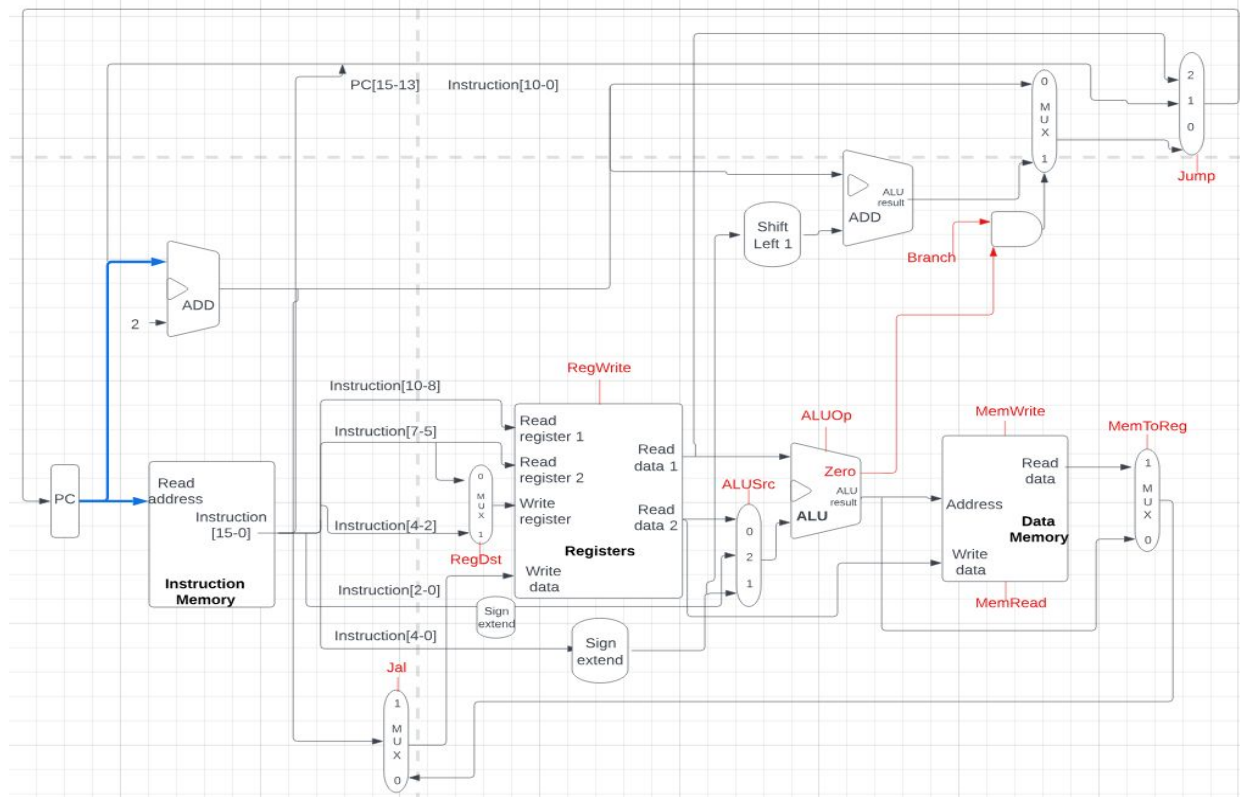 2
1
0
Jump
PC[15-13]
Instruction[10-0]
0
M
U
X
1
ALU
result
ADD
Shift
Left 1
Branch
ADD
2
RegWrite
Instruction[10-8]
Read
register 1
Instruction[7-5]
Read
register 2
Write
register
Write
data
Read
data 1
Read
data 2
Registers
0
M
U
X
1
RegDst
Instruction[4-2]
Instruction[2-0]
Instruction[4-0]
Sign
extend
Sign
extend
PC
Read
address
Instruction
[15-0]
Instruction
Memory
ALUSrc
0
2
1
ALUOp
Zero
ALU
result
ALU
MemWrite
Read
data
Address
Data
Memory
Write
data
MemRead
MemToReg
1
M
U
X
0
Jal
1
M
U
X
0